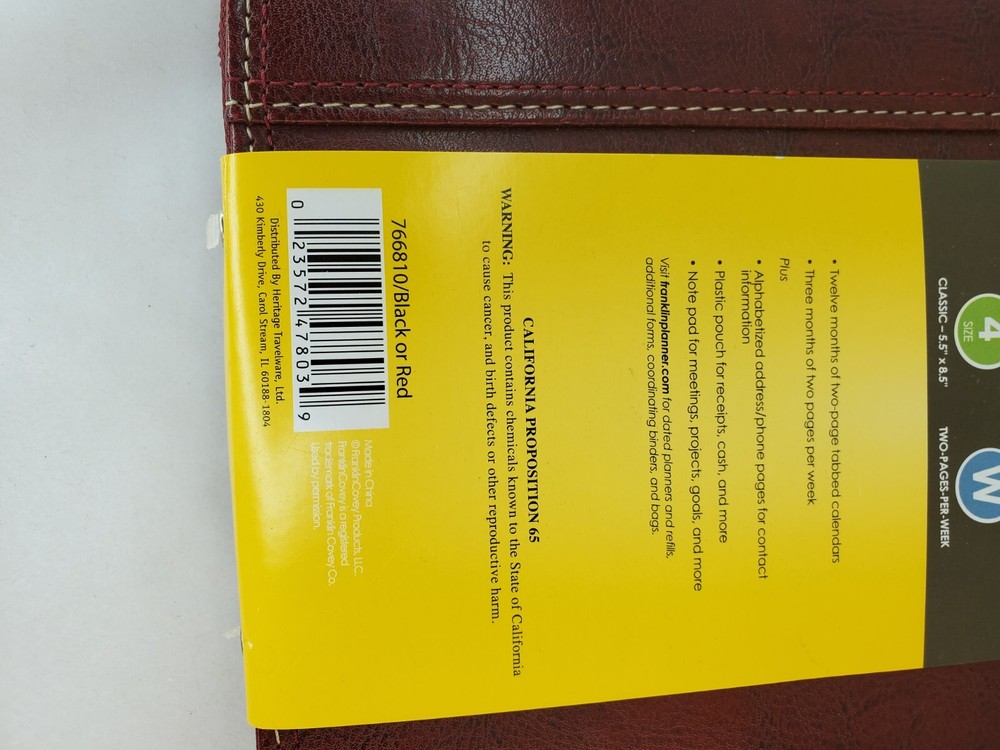 4
SIZE
CLASSIC – 5.5" x 8.5"
W
TWO-PAGES-PER-WEEK
• Twelve months of two-page tabbed calendars
• Three months of two pages per week
Plus
• Alphabetized address/phone pages for contact
information
• Plastic pouch for receipts, cash, and more
• Note pad for meetings, projects, goals, and more
Visit franklinplanner.com for dated planners and refills,
additional forms, coordinating binders, and bags.
CALIFORNIA PROPOSITION 65
WARNING: This product contains chemicals known to the State of California
to cause cancer, and birth defects or other reproductive harm.
766810/Black or Red
0 23572 47803 9
Distributed By Heritage Travelware, Ltd.
430 Kimberly Drive, Carol Stream, IL 60188-1804
Made in China
©FranklinCovey Products, LLC.
FranklinCovey is a registered
trademark of Franklin Covey Co.
Used by permission.